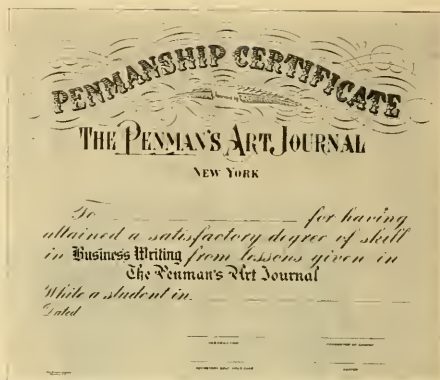 PENMANSHIP CERTIFICATE
THE PENMAN'S ART JOURNAL
NEW YORK
To for having
attained a satisfactory degree of skill
in Business Writing from lessons given in
The Penman's Art Journal
While a student in
Dated